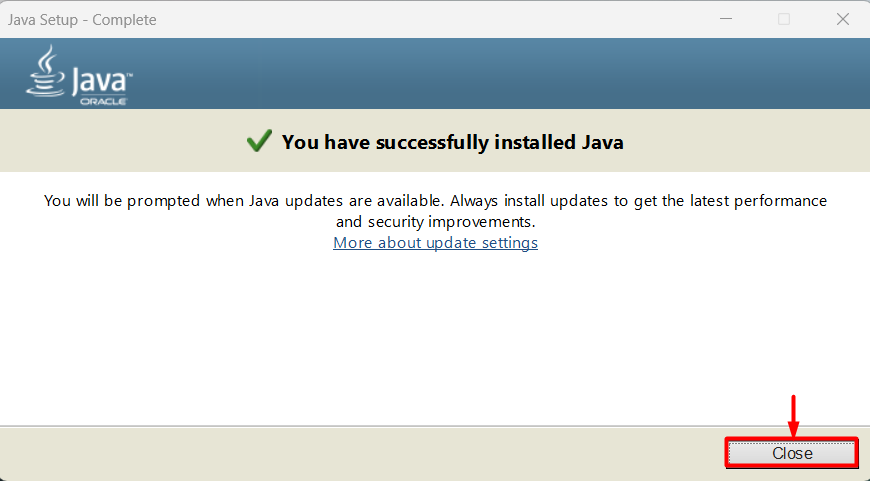 Java Setup - Complete
Java™
ORACLE
You have successfully installed Java
You will be prompted when Java updates are available. Always install updates to get the latest performance
and security improvements.
More about update settings
Close